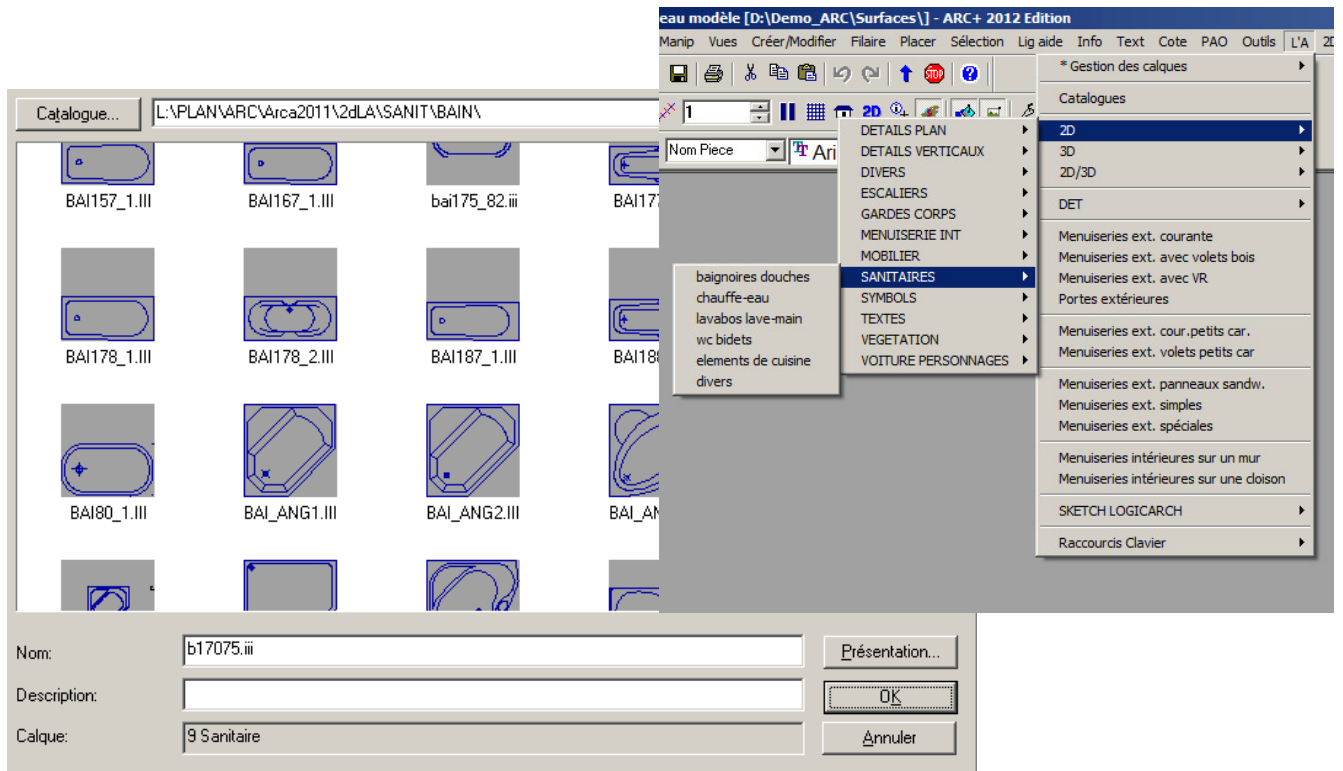 eau modèle [D:\Demo_ARC\Surfaces\] - ARC+ 2012 Edition
Manip Vues Créer/Modifier Filaire Placer Sélection Lig aide Info Text Cote PAO Outils L'A 2D
STOP
1 2D
Nom Piece Ari
* Gestion des calques
Catalogues
2D
3D
2D/3D
DET
Menuiseries ext. courante
Menuiseries ext. avec volets bois
Menuiseries ext. avec VR
Portes extérieures
Menuiseries ext. cour.petits car.
Menuiseries ext. volets petits car
Menuiseries ext. panneaux sandw.
Menuiseries ext. simples
Menuiseries ext. spéciales
Menuiseries intérieures sur un mur
Menuiseries intérieures sur une cloison
SKETCH LOGICARCH
Raccourcis Clavier
DETAILS PLAN
DETAILS VERTICAUX
DIVERS
ESCALIERS
GARDES CORPS
MENUISERIE INT
MOBILIER
SANITAIRES
SYMBOLS
TEXTES
VEGETATION
VOITURE PERSONNAGES
baignoires douches
chauffe-eau
lavabos lave-main
wc bidets
elements de cuisine
divers
Catalogue... L:\PLAN\ARC\Arca2011\2dLA\SANIT\BAIN\
BAI157_1.III BAI167_1.III bai175_82.iii BAI177
BAI178_1.III BAI178_2.III BAI187_1.III BAI188
BAI80_1.III BAI_ANG1.III BAI_ANG2.III BAI_AN
Nom: b17075.iii Présentation...
Description: OK
Calque: 9 Sanitaire Annuler